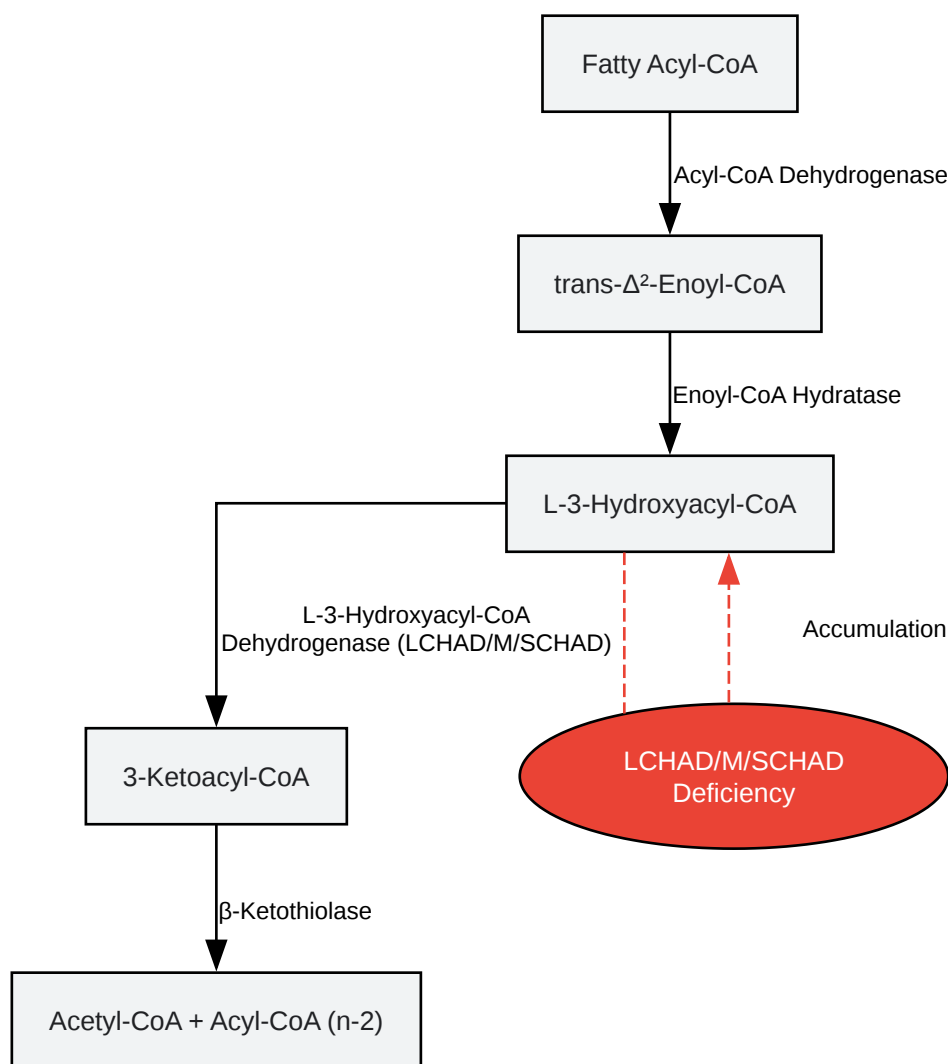 Fatty Acyl-CoA
Acyl-CoA Dehydrogenase
trans-Δ²-Enoyl-CoA
Enoyl-CoA Hydratase
L-3-Hydroxyacyl-CoA
L-3-Hydroxyacyl-CoA
Dehydrogenase (LCHAD/M/SCHAD)
Accumulation
3-Ketoacyl-CoA
LCHAD/M/SCHAD
Deficiency
β-Ketothiolase
Acetyl-CoA + Acyl-CoA (n-2)